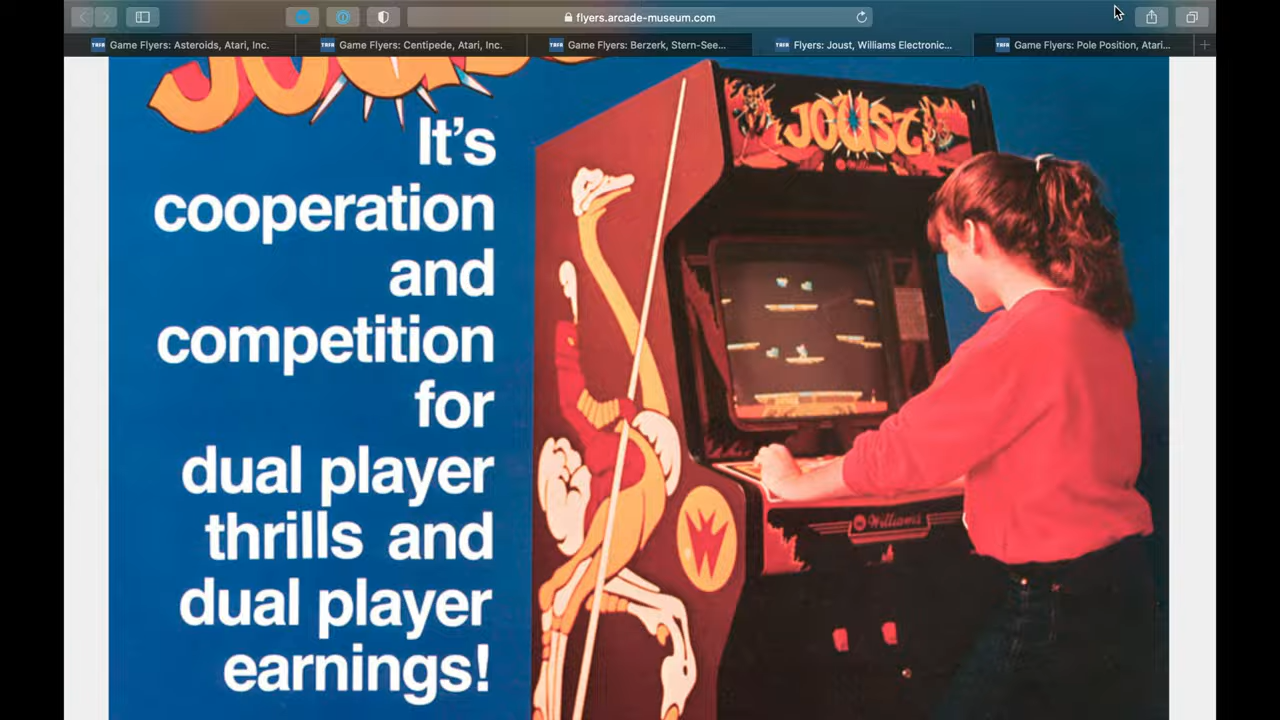 flyers.arcade-museum.com
Game Flyers: Asteroids, Atari, Inc.
Game Flyers: Centipede, Atari, Inc.
Game Flyers: Berzerk, Stern-See...
Flyers: Joust, Williams Electronic...
Game Flyers: Pole Position, Atari...
JOUST
It's
cooperation
and
competition
for
dual player
thrills and
dual player
earnings!
JOUST
Williams
W
Williams